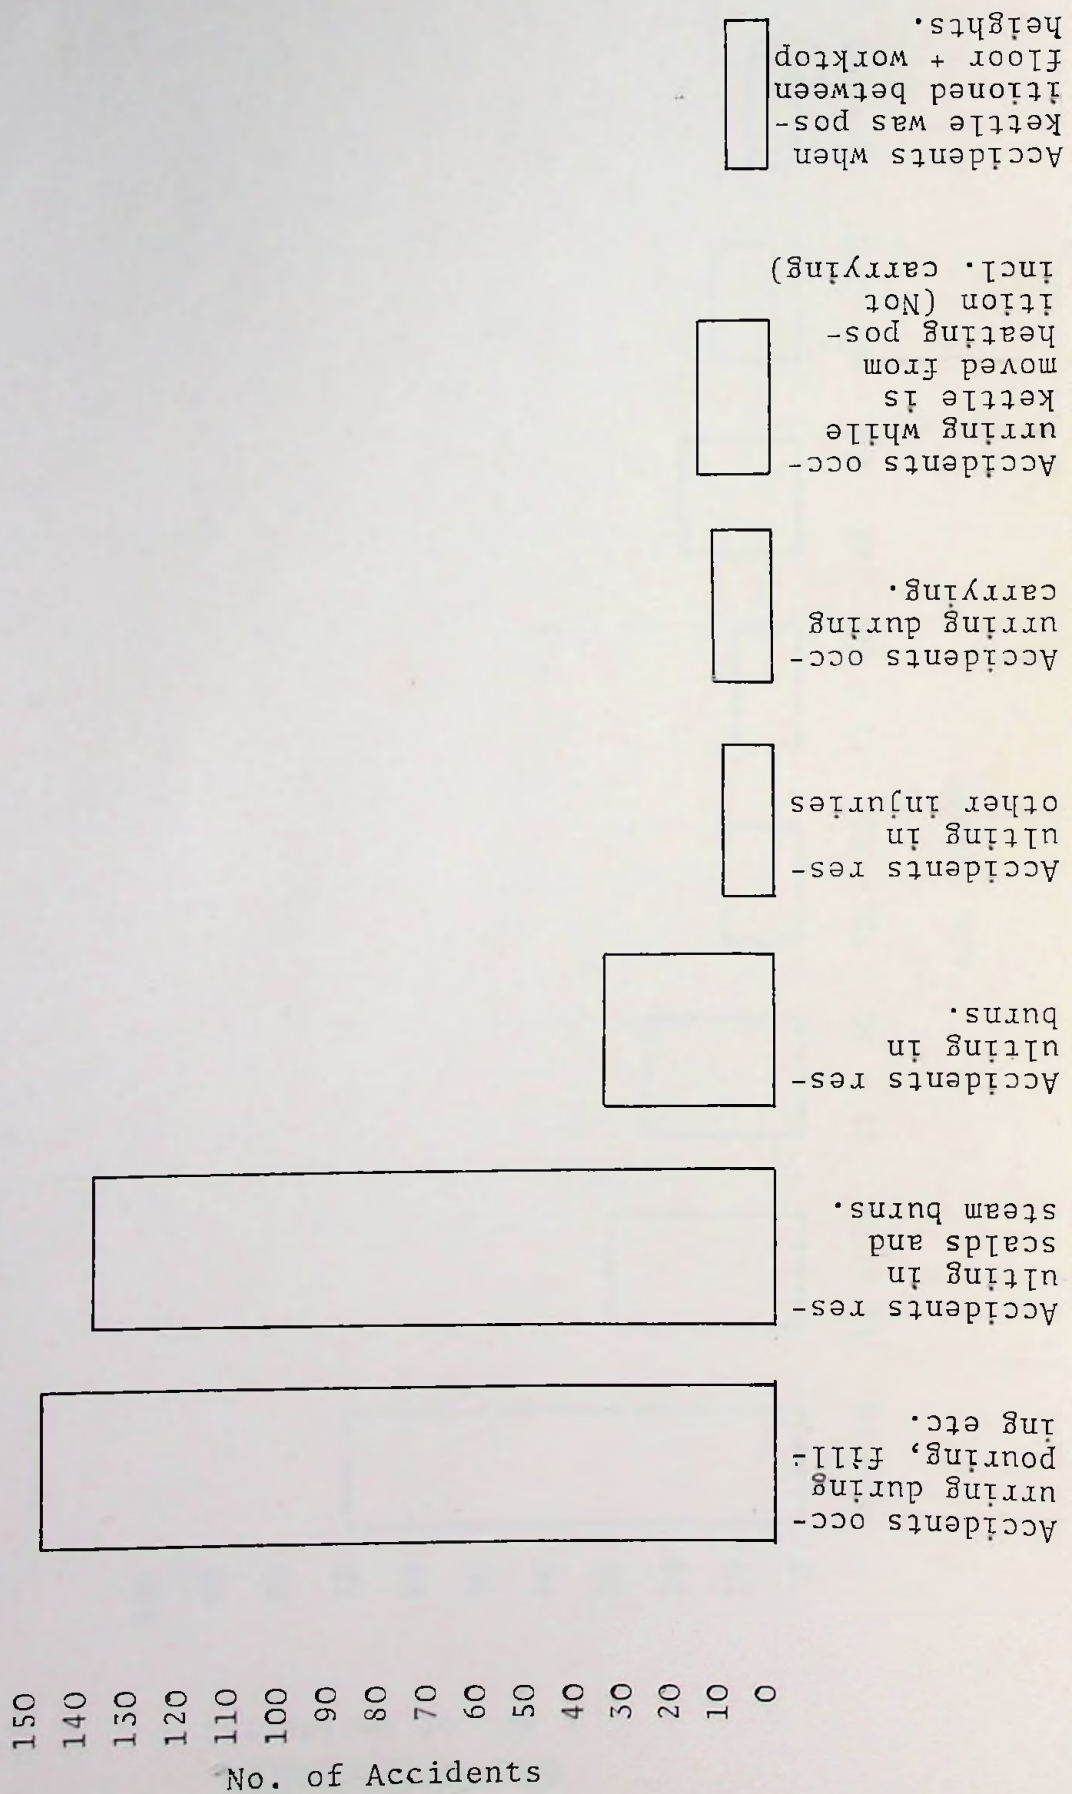 150
140
130
120
110
100
90
80
70
60
50
40
30
20
10
0
No. of Accidents
Accidents occ-
urring during
pouring, fill-
ing etc.
Accidents res-
ulting in
scalds and
steam burns.
Accidents res-
ulting in
burns.
Accidents res-
ulting in
other injuries
Accidents occ-
urring during
carrying.
Accidents occ-
urring while
kettle is
moved from
heating pos-
ition (Not
incl. carrying)
Accidents when
kettle was pos-
itioned between
floor + worktop
heights.